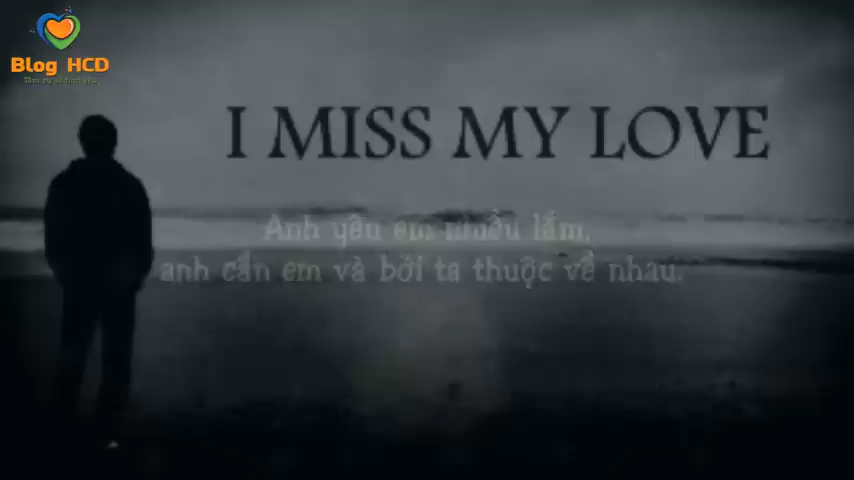 Blog HCD
I MISS MY LOVE
Anh yêu em nhiều lắm,
anh cần em và bởi ta thuộc về nhau.